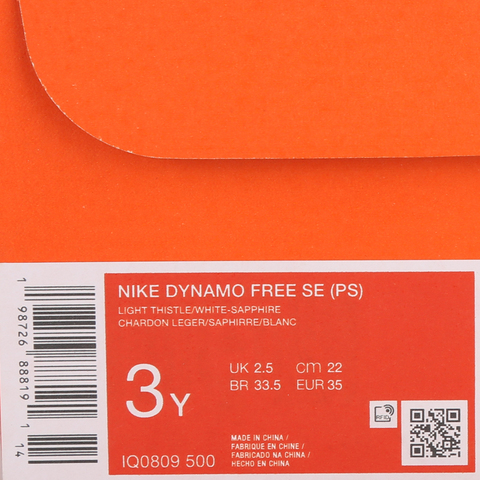 NIKE DYNAMO FREE SE (PS)
LIGHT THISTLE/WHITE-SAPPHIRE
CHARDON LEGER/SAPHIRRE/BLANC
3Y
UK 2.5 cm 22
BR 33.5 EUR 35
IQ0809 500
MADE IN CHINA /
FABRIQUE EN CHINE /
FABRICADO NA CHINA /
HECHO EN CHINA
RFID
1 98726 88819 1 14